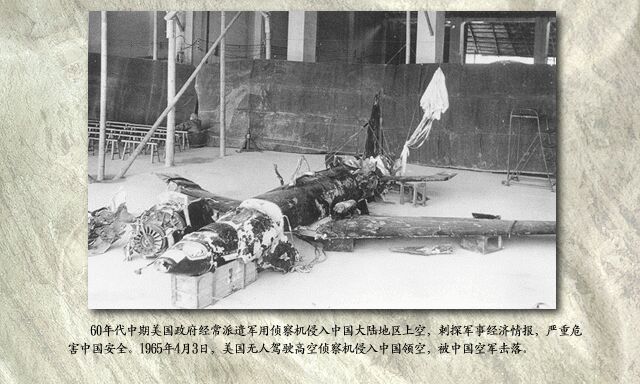 60年代中期美国政府经常派遣军用侦察机侵入中国大陆地区上空，刺探军事经济情报，严重危
害中国安全。1965年4月3日，美国无人驾驶高空侦察机侵入中国领空，被中国空军击落。